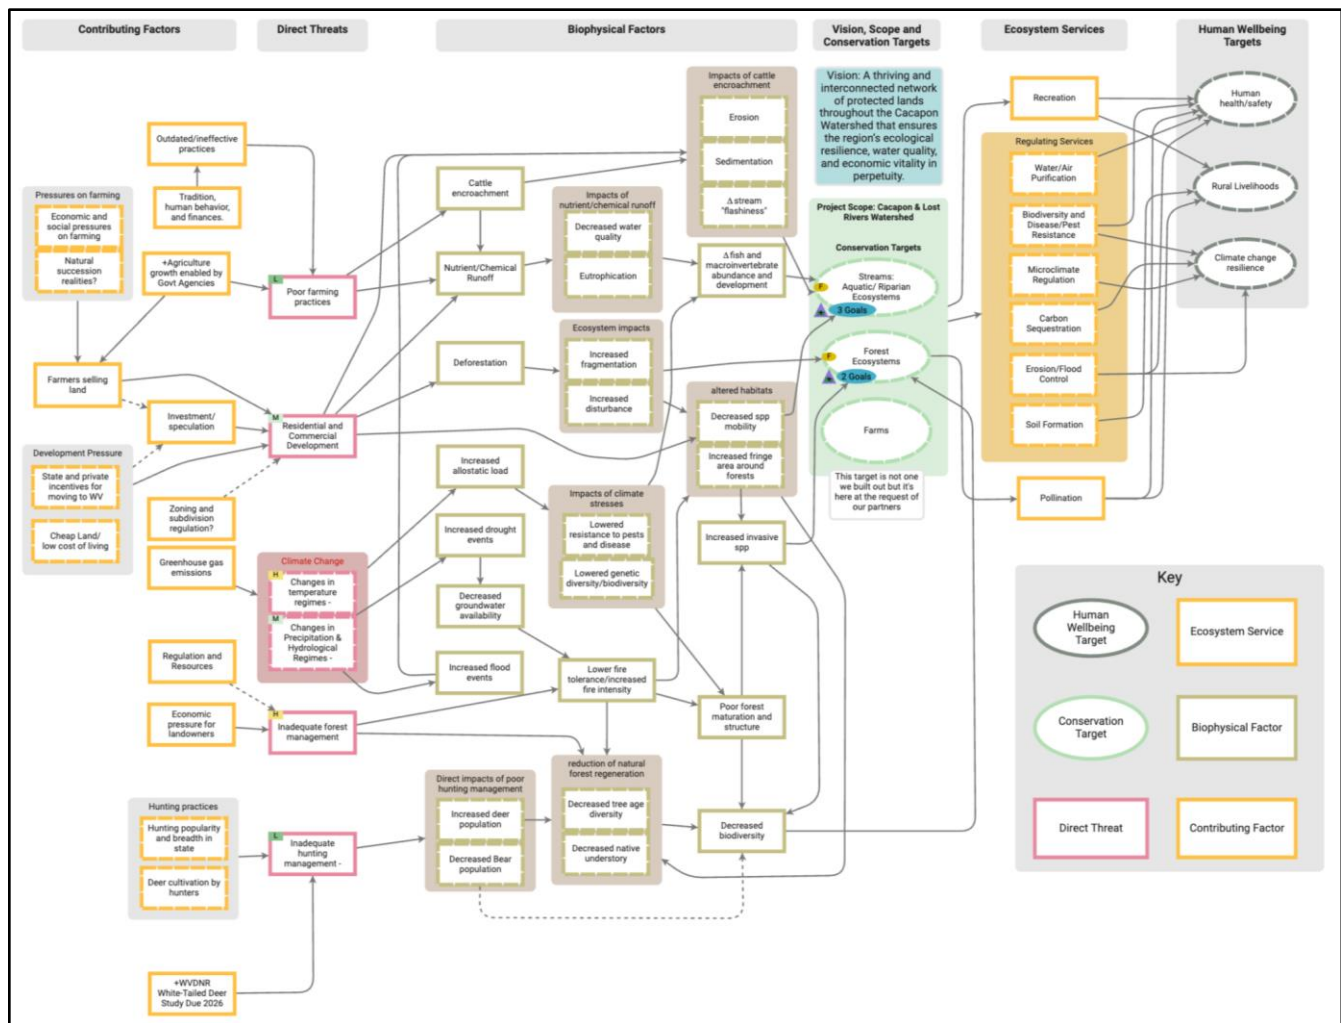 Contributing Factors
Direct Threats
Biophysical Factors
Vision, Scope and
Conservation Targets
Ecosystem Services
Human Wellbeing
Targets
Outdated/ineffective
practices
Tradition,
human behavior,
and finances.
Pressures on farming
Economic and
social pressures
on farming
Natural
succession
realities?
+Agriculture
growth enabled by
Govt Agencies
Farmers selling
land
Investment/
speculation
Development Pressure
State and private
incentives for
moving to WV
Cheap Land/
low cost of living
Zoning and
subdivision
regulation?
Greenhouse gas
emissions
Regulation and
Resources
Economic
pressure for
landowners
Hunting practices
Hunting popularity
and breadth in
state
Deer cultivation by
hunters
+WVDNR
White-Tailed Deer
Study Due 2026
L
Poor farming
practices
M
Residential and
Commercial
Development
Climate Change
H
Changes in
temperature
regimes -
M
Changes in
Precipitation &
Hydrological
Regimes -
H
Inadequate forest
management
L
Inadequate
hunting
management -
Cattle
encroachment
Nutrient/Chemical
Runoff
Deforestation
Increased
allostatic load
Increased drought
events
Decreased
groundwater
availability
Increased flood
events
Direct impacts of poor
hunting management
Increased deer
population
Decreased Bear
population
Impacts of
nutrient/chemical runoff
Decreased water
quality
Eutrophication
Ecosystem impacts
Increased
fragmentation
Increased
disturbance
Impacts of climate
stresses
Lowered
resistance to pests
and disease
Lowered genetic
diversity/biodiversity
Lower fire
tolerance/increased
fire intensity
reduction of natural
forest regeneration
Decreased tree age
diversity
Decreased native
understory
Impacts of cattle
encroachment
Erosion
Sedimentation
Δ stream
"flashiness"
Δ fish and
macroinvertebrate
abundance and
development
altered habitats
Decreased spp
mobility
Increased fringe
area around
forests
Increased invasive
spp
Poor forest
maturation and
structure
Decreased
biodiversity
Vision: A thriving and
interconnected network
of protected lands
throughout the Cacapon
Watershed that ensures
the region's ecological
resilience, water quality,
and economic vitality in
perpetuity.
Project Scope: Cacapon & Lost
Rivers Watershed
Conservation Targets
Streams:
Aquatic/ Riparian
Ecosystems
F
3 Goals
Forest
Ecosystems
F
2 Goals
Farms
This target is not one
we built out but it's
here at the request of
our partners
Recreation
Regulating Services
Water/Air
Purification
Biodiversity and
Disease/Pest
Resistance
Microclimate
Regulation
Carbon
Sequestration
Erosion/Flood
Control
Soil Formation
Pollination
Human
health/safety
Rural Livelihoods
Climate change
resilience
Key
Human
Wellbeing
Target
Ecosystem Service
Conservation
Target
Biophysical Factor
Direct Threat
Contributing Factor